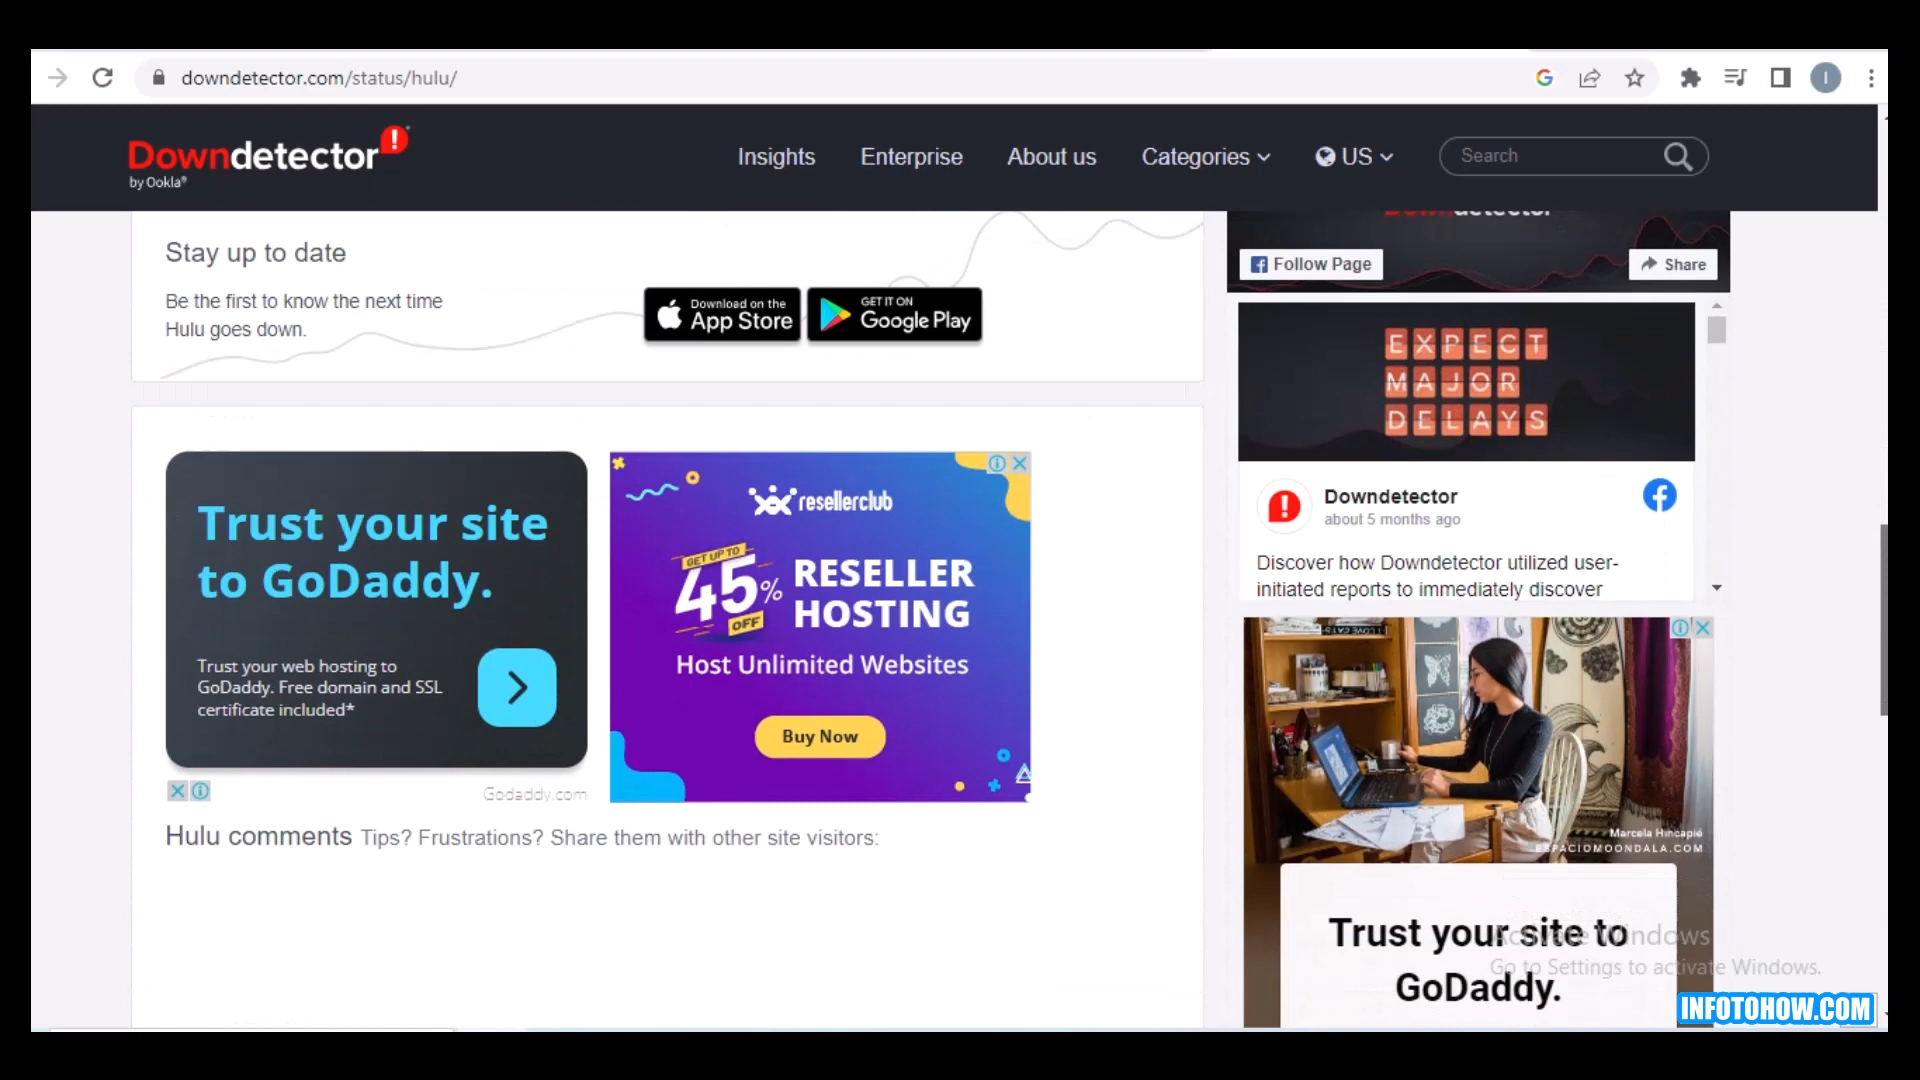 downdetector.com/status/hulu/
I
Downdetector
by Ookla®
Insights
Enterprise
About us
Categories
US
Search
Stay up to date
Be the first to know the next time
Hulu goes down.
Download on the
App Store
GET IT ON
Google Play
Trust your site
to GoDaddy.
Trust your web hosting to
GoDaddy. Free domain and SSL
certificate included*
Godaddy.com
resellerclub
GET UP TO
45% OFF
RESELLER
HOSTING
Host Unlimited Websites
Buy Now
Hulu comments Tips? Frustrations? Share them with other site visitors:
Follow Page
Share
EXPECT
MAJOR
DELAYS
Downdetector
about 5 months ago
Discover how Downdetector utilized user-
initiated reports to immediately discover
Marcela Hincapié
ESPACIOMOONDALA.COM
Trust your site to
GoDaddy.
Activate Windows
Go to Settings to activate Windows.
INFOTOHOW.COM